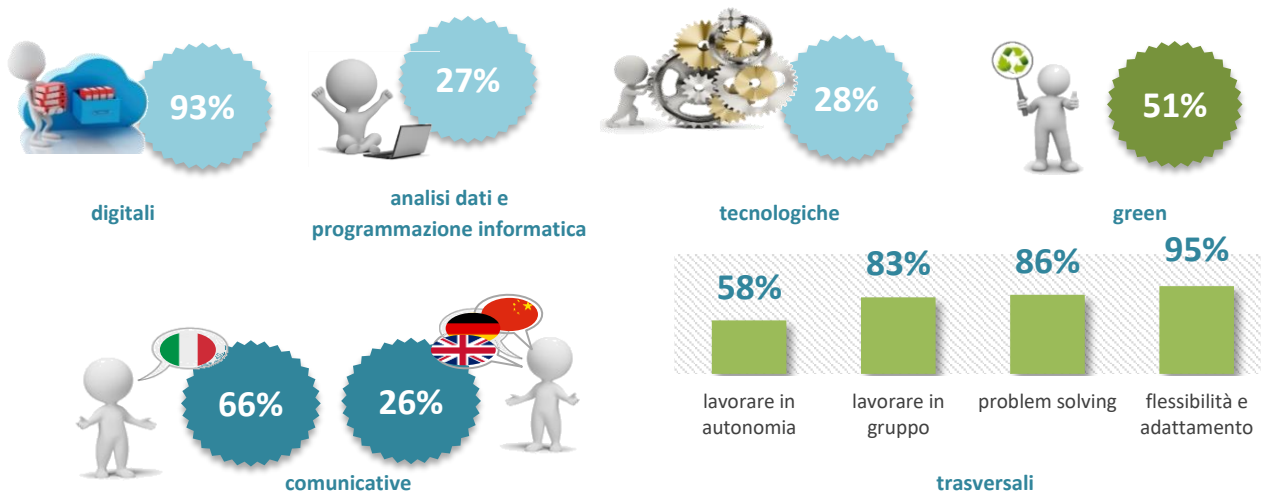 93%
digitali
27%
analisi dati e
programmazione informatica
28%
tecnologiche
51%
green
66%
26%
comunicative
58%
83%
86%
95%
lavorare in
autonomia
lavorare in
gruppo
problem solving
flessibilità e
adattamento
trasversali